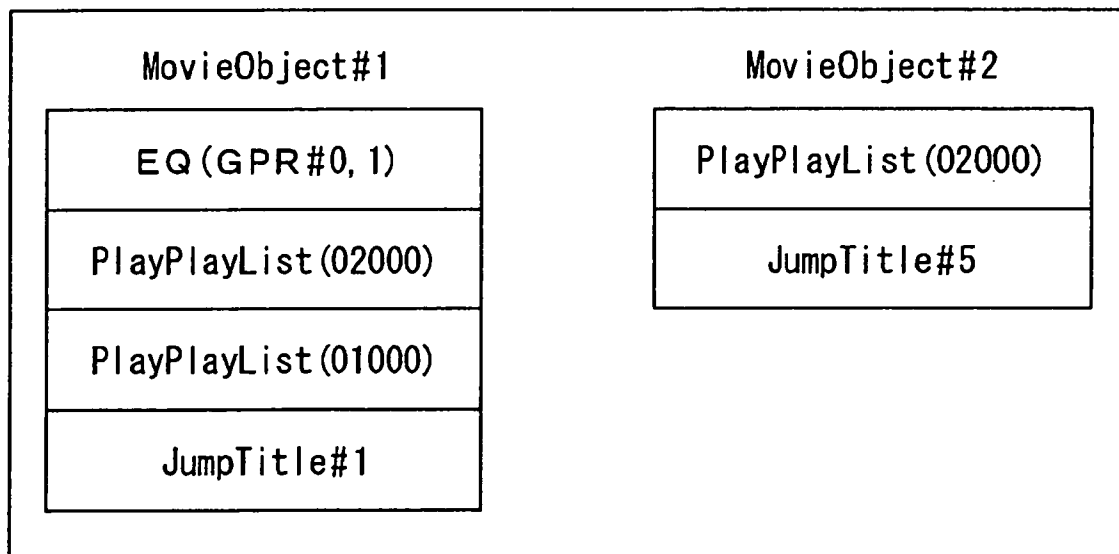 MovieObject#1
EQ(GPR#0,1)
PlayPlayList(02000)
PlayPlayList(01000)
JumpTitle#1
MovieObject#2
PlayPlayList(02000)
JumpTitle#5